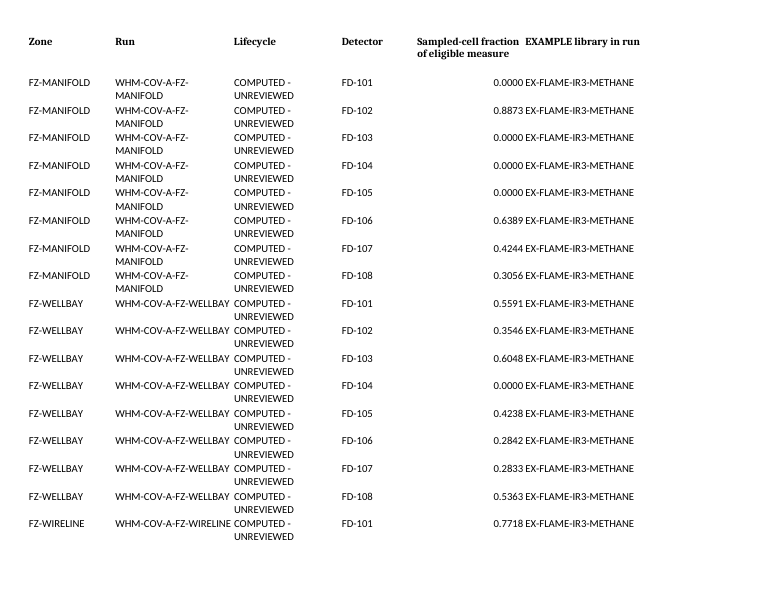 Zone Run Lifecycle Detector Sampled-cell fraction EXAMPLE library in run
of eligible measure
FZ-MANIFOLD WHM-COV-A-FZ- COMPUTED - FD-101 0.0000 EX-FLAME-IR3-METHANE
MANIFOLD UNREVIEWED
FZ-MANIFOLD WHM-COV-A-FZ- COMPUTED - FD-102 0.8873 EX-FLAME-IR3-METHANE
MANIFOLD UNREVIEWED
FZ-MANIFOLD WHM-COV-A-FZ- COMPUTED - FD-103 0.0000 EX-FLAME-IR3-METHANE
MANIFOLD UNREVIEWED
FZ-MANIFOLD WHM-COV-A-FZ- COMPUTED - FD-104 0.0000 EX-FLAME-IR3-METHANE
MANIFOLD UNREVIEWED
FZ-MANIFOLD WHM-COV-A-FZ- COMPUTED - FD-105 0.0000 EX-FLAME-IR3-METHANE
MANIFOLD UNREVIEWED
FZ-MANIFOLD WHM-COV-A-FZ- COMPUTED - FD-106 0.6389 EX-FLAME-IR3-METHANE
MANIFOLD UNREVIEWED
FZ-MANIFOLD WHM-COV-A-FZ- COMPUTED - FD-107 0.4244 EX-FLAME-IR3-METHANE
MANIFOLD UNREVIEWED
FZ-MANIFOLD WHM-COV-A-FZ- COMPUTED - FD-108 0.3056 EX-FLAME-IR3-METHANE
MANIFOLD UNREVIEWED
FZ-WELLBAY WHM-COV-A-FZ-WELLBAY COMPUTED - FD-101 0.5591 EX-FLAME-IR3-METHANE
UNREVIEWED
FZ-WELLBAY WHM-COV-A-FZ-WELLBAY COMPUTED - FD-102 0.3546 EX-FLAME-IR3-METHANE
UNREVIEWED
FZ-WELLBAY WHM-COV-A-FZ-WELLBAY COMPUTED - FD-103 0.6048 EX-FLAME-IR3-METHANE
UNREVIEWED
FZ-WELLBAY WHM-COV-A-FZ-WELLBAY COMPUTED - FD-104 0.0000 EX-FLAME-IR3-METHANE
UNREVIEWED
FZ-WELLBAY WHM-COV-A-FZ-WELLBAY COMPUTED - FD-105 0.4238 EX-FLAME-IR3-METHANE
UNREVIEWED
FZ-WELLBAY WHM-COV-A-FZ-WELLBAY COMPUTED - FD-106 0.2842 EX-FLAME-IR3-METHANE
UNREVIEWED
FZ-WELLBAY WHM-COV-A-FZ-WELLBAY COMPUTED - FD-107 0.2833 EX-FLAME-IR3-METHANE
UNREVIEWED
FZ-WELLBAY WHM-COV-A-FZ-WELLBAY COMPUTED - FD-108 0.5363 EX-FLAME-IR3-METHANE
UNREVIEWED
FZ-WIRELINE WHM-COV-A-FZ-WIRELINE COMPUTED - FD-101 0.7718 EX-FLAME-IR3-METHANE
UNREVIEWED